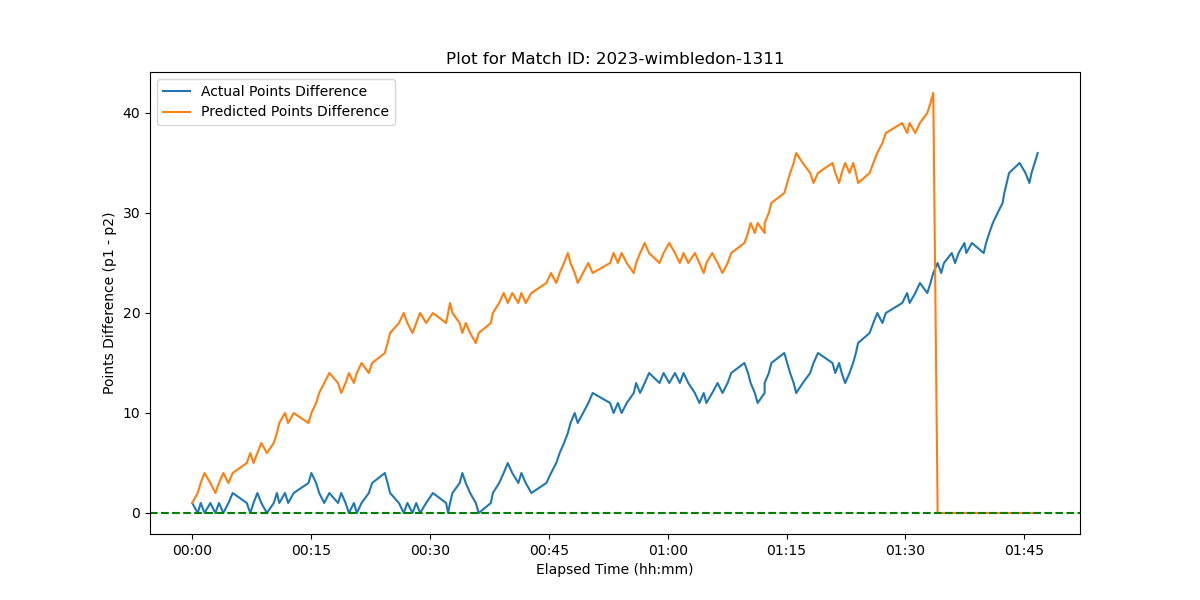 Plot for Match ID: 2023-wimbledon-1311
Actual Points Difference
Predicted Points Difference
Points Difference (p1 - p2)
40
30
20
10
0
00:00 00:15 00:30 00:45 01:00 01:15 01:30 01:45
Elapsed Time (hh:mm)